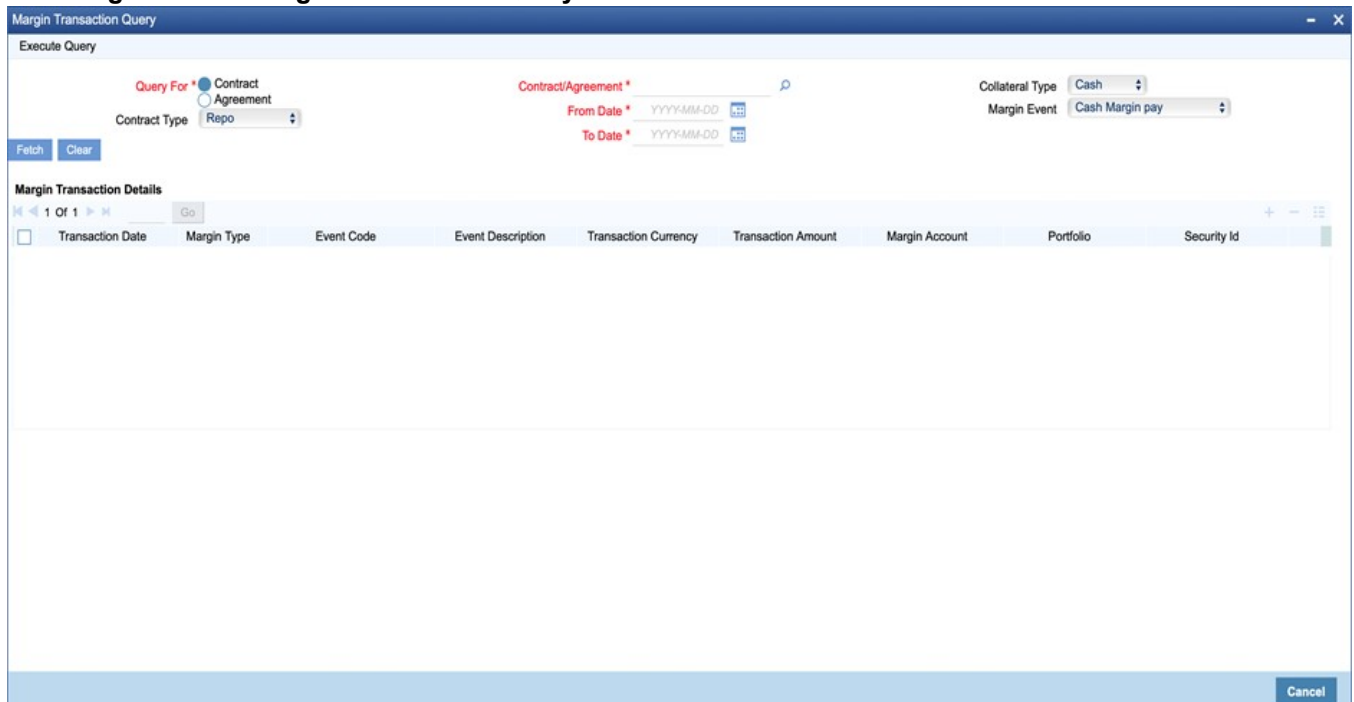 Margin Transaction Query
Execute Query
Query For * Contract
Agreement
Contract Type Repo
Contract/Agreement *
From Date * YYYY-MM-DD
To Date * YYYY-MM-DD
Collateral Type Cash
Margin Event Cash Margin pay
Fetch Clear
Margin Transaction Details
1 Of 1 Go
Transaction Date Margin Type Event Code Event Description Transaction Currency Transaction Amount Margin Account Portfolio Security Id
Cancel